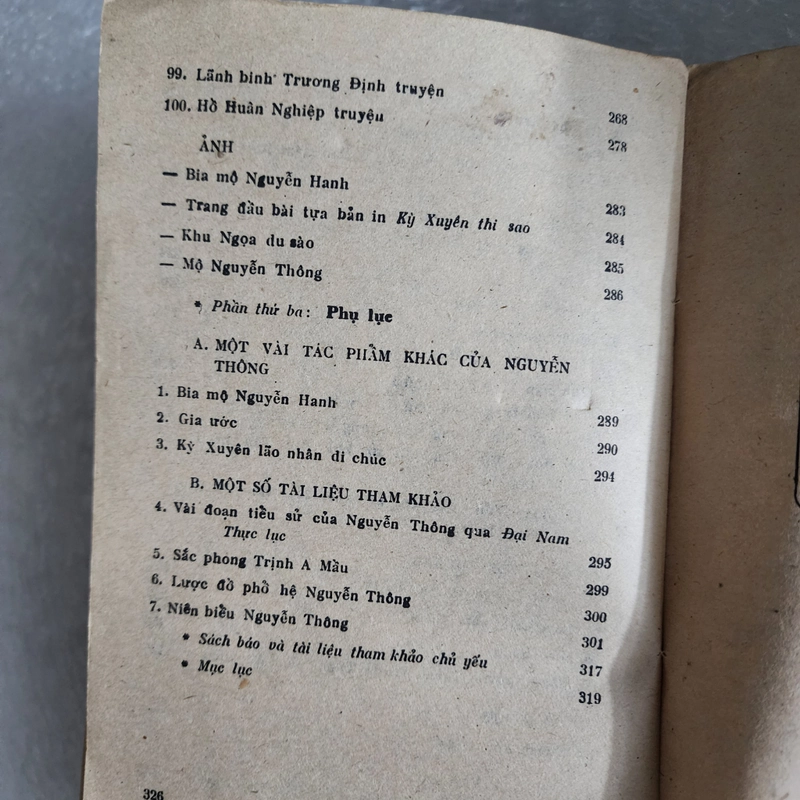 99. Lãnh binh Trương Định truyện 268
100. Hồ Huân Nghiệp truyện 278
ẢNH
— Bia mộ Nguyễn Hanh 283
— Trang đầu bài tựa bản in Kỳ Xuyên thi sao 284
— Khu Ngọa du sào 285
— Mộ Nguyễn Thông 286
* Phần thứ ba: Phụ lục
A. MỘT VÀI TÁC PHẨM KHÁC CỦA NGUYỄN
THÔNG
1. Bia mộ Nguyễn Hanh 289
2. Gia ước 290
3. Kỳ Xuyên lão nhân di chúc 294
B. MỘT SỐ TÀI LIỆU THAM KHẢO
4. Vài đoạn tiểu sử của Nguyễn Thông qua Đại Nam
Thực lục 295
5. Sắc phong Trịnh A Mầu 299
6. Lược đồ phổ hệ Nguyễn Thông 300
7. Niên biểu Nguyễn Thông 301
* Sách báo và tài liệu tham khảo chủ yếu 317
* Mục lục 319
326